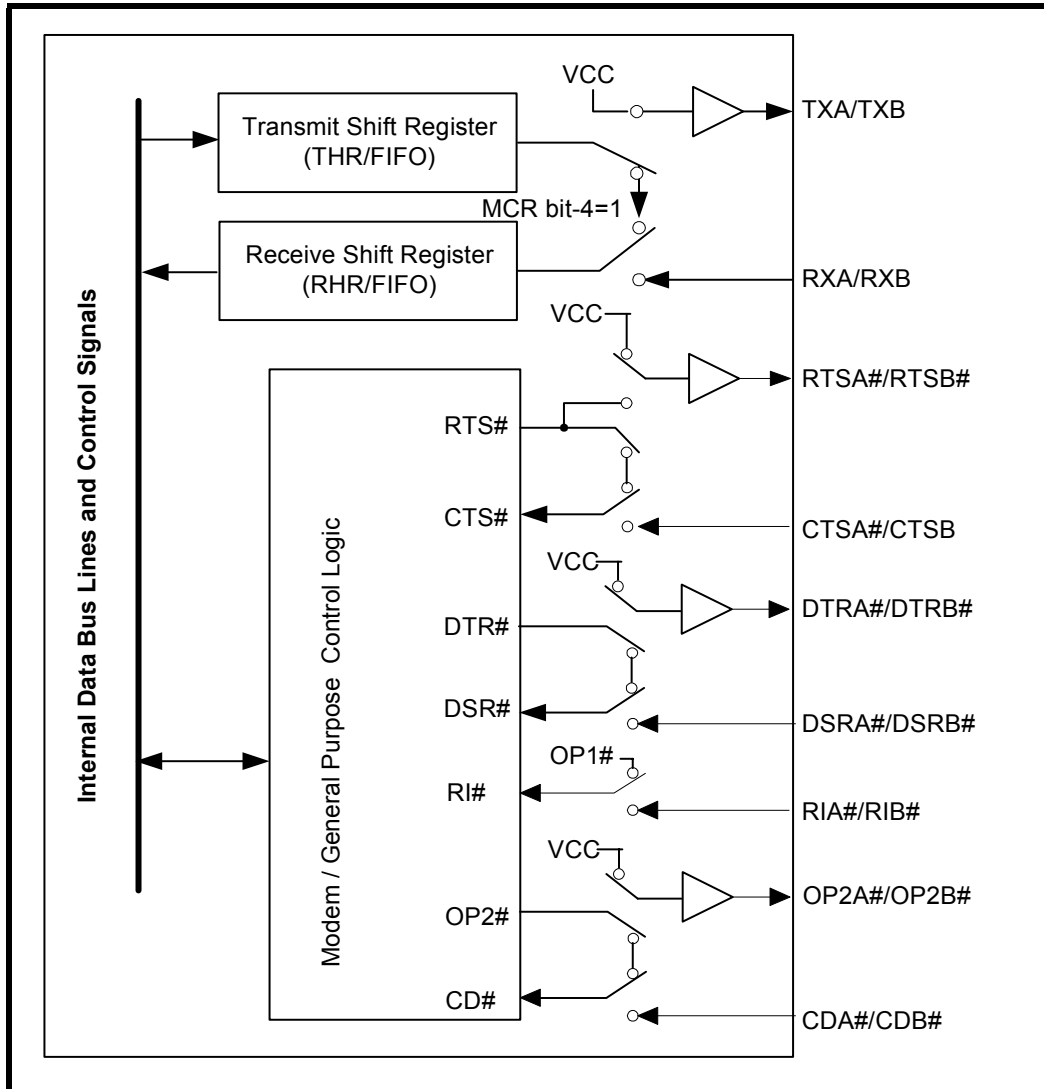 VCC
TXA/TXB
Transmit Shift Register
(THR/FIFO)
MCR bit-4=1
Receive Shift Register
(RHR/FIFO)
RXA/RXB
VCC
RTSA#/RTSB#
RTS#
CTS#
CTSA#/CTSB
VCC
DTRA#/DTRB#
DTR#
DSR#
DSRA#/DSRB#
OP1#
RI#
RIA#/RIB#
VCC
OP2A#/OP2B#
OP2#
CD#
CDA#/CDB#
Internal Data Bus Lines and Control Signals
Modem / General Purpose Control Logic